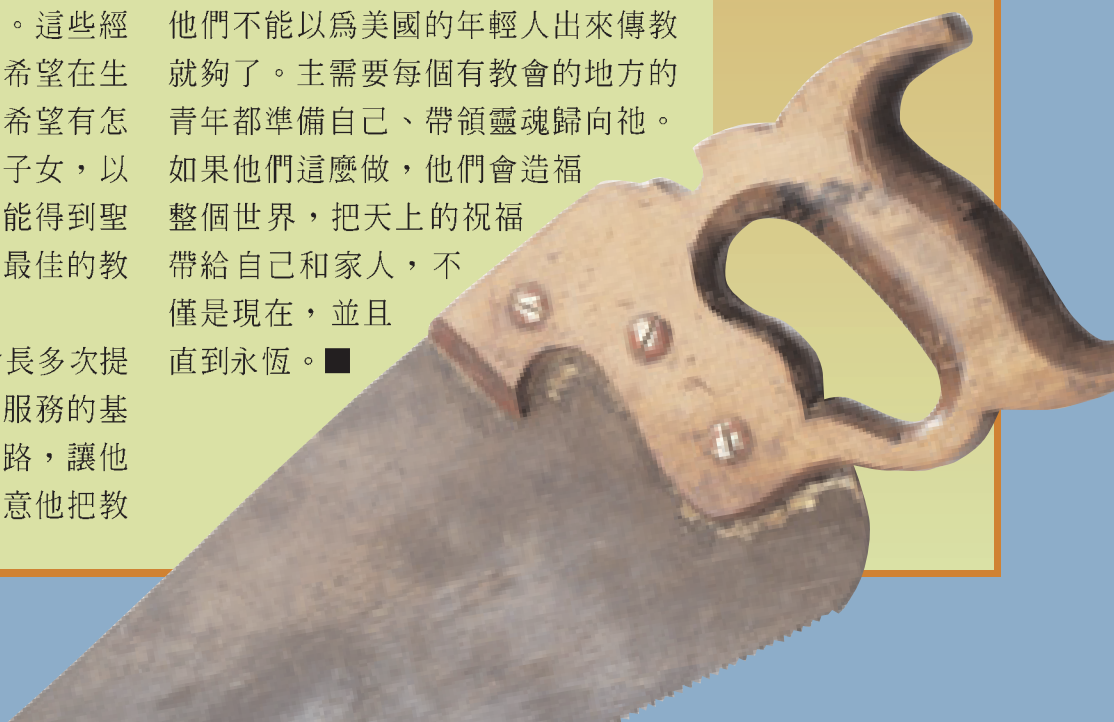 。這些經
希望在生
希望有怎
子女，以
能得到聖
最佳的教
長多次提
服務的基
路，讓他
意他把教
他們不能以爲美國的年輕人出來傳教
就夠了。主需要每個有教會的地方的
青年都準備自己、帶領靈魂歸向祂。
如果他們這麼做，他們會造福
整個世界，把天上的祝福
帶給自己和家人，不
僅是現在，並且
直到永恆。■